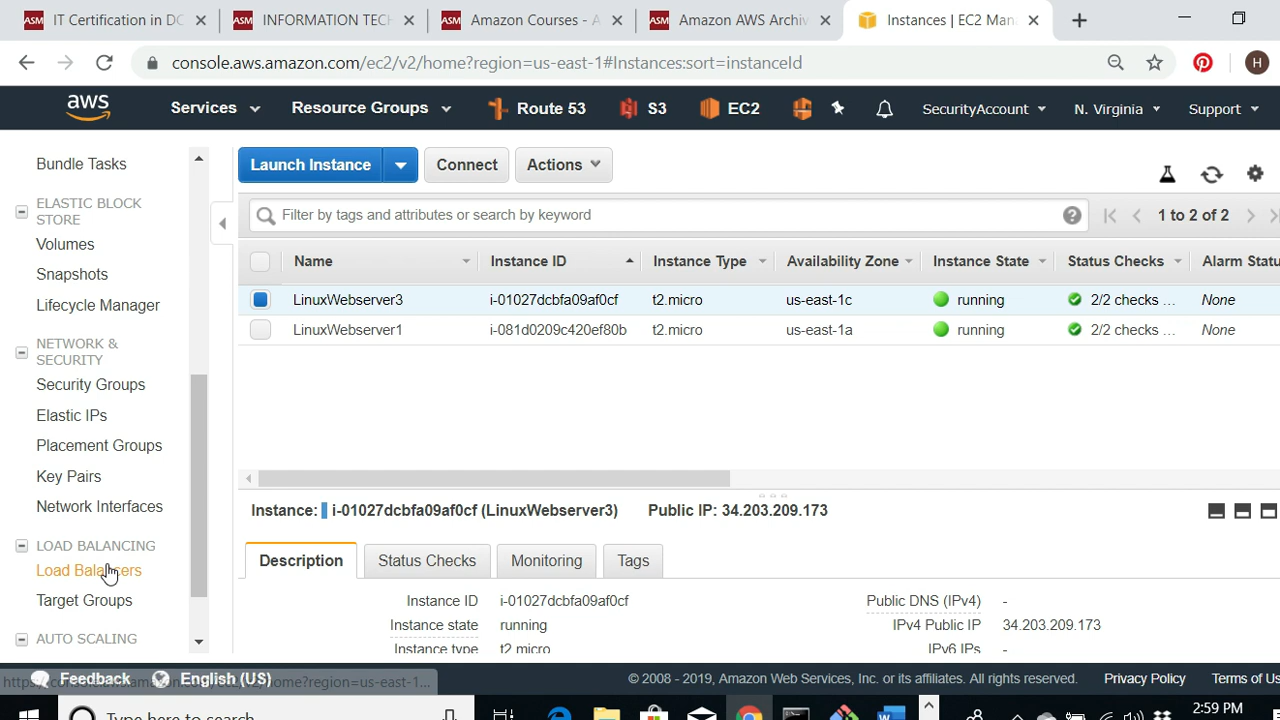 ASM IT Certification in DC
ASM INFORMATION TECH
ASM Amazon Courses - A
ASM Amazon AWS Archiv
Instances | EC2 Man
console.aws.amazon.com/ec2/v2/home?region=us-east-1#Instances:sort=instanceId
H
aws
Services
Resource Groups
Route 53
S3
EC2
SecurityAccount
N. Virginia
Support
Bundle Tasks
ELASTIC BLOCK
STORE
Volumes
Snapshots
Lifecycle Manager
NETWORK &
SECURITY
Security Groups
Elastic IPs
Placement Groups
Key Pairs
Network Interfaces
LOAD BALANCING
Load Balancers
Target Groups
AUTO SCALING
Launch Instance
Connect
Actions
Filter by tags and attributes or search by keyword
1 to 2 of 2
Name Instance ID Instance Type Availability Zone Instance State Status Checks Alarm Statu
LinuxWebserver3 i-01027dcbfa09af0cf t2.micro us-east-1c running 2/2 checks ... None
LinuxWebserver1 i-081d0209c420ef80b t2.micro us-east-1a running 2/2 checks ... None
Instance: i-01027dcbfa09af0cf (LinuxWebserver3) Public IP: 34.203.209.173
Description
Status Checks
Monitoring
Tags
Instance ID i-01027dcbfa09af0cf
Public DNS (IPv4) -
Instance state running
IPv4 Public IP 34.203.209.173
Instance type t2.micro
IPv6 IPs -
Feedback
English (US)
© 2008 - 2019, Amazon Web Services, Inc. or its affiliates. All rights reserved.
Privacy Policy
Terms of Us
Type here to search
2:59 PM